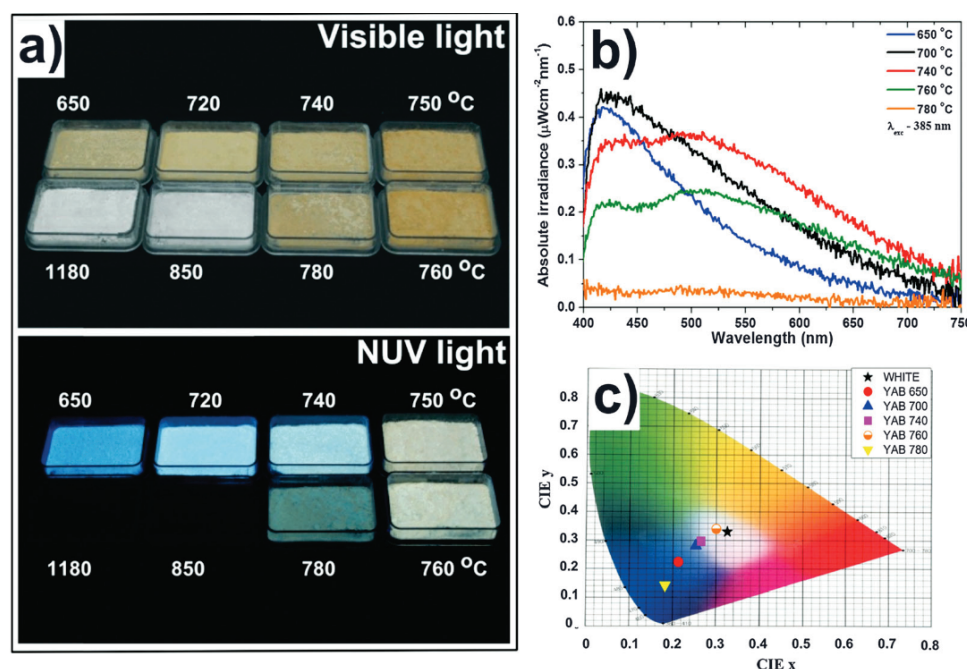 a)
Visible light
650 720 740 750 °C
1180 850 780 760 °C
NUV light
650 720 740 750 °C
1180 850 780 760 °C
b)
650 °C
700 °C
740 °C
760 °C
780 °C
λexc - 385 nm
Absolute irradiance (µWcm⁻²nm⁻¹)
0.6
0.5
0.4
0.3
0.2
0.1
0.0
400 450 500 550 600 650 700 750
Wavelength (nm)
c)
WHITE
YAB 650
YAB 700
YAB 740
YAB 760
YAB 780
CIE y
0.8
0.7
0.6
0.5
0.4
0.3
0.2
0.1
0
0 0.1 0.2 0.3 0.4 0.5 0.6 0.7 0.8
CIE x